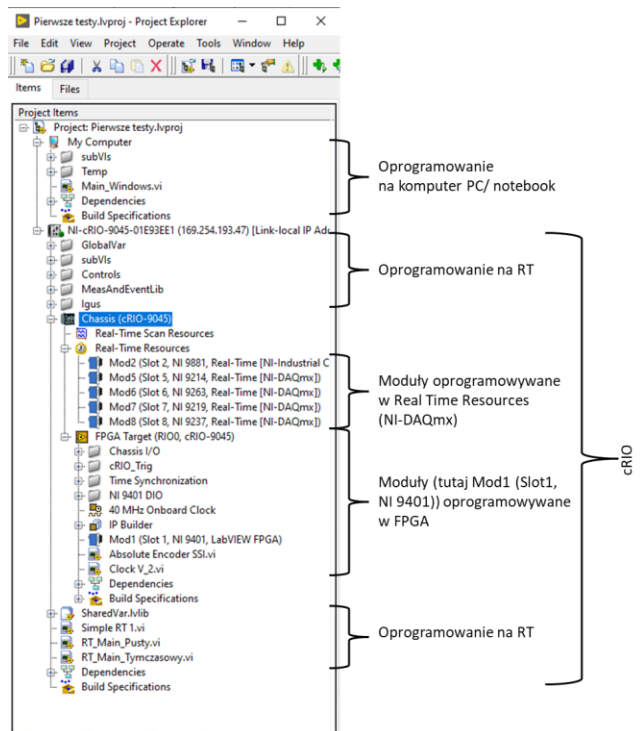 Pierwsze testy.lvproj - Project Explorer
File Edit View Project Operate Tools Window Help
Items Files
Project Items
Project: Pierwsze testy.lvproj
My Computer
subVIs
Temp
Main_Windows.vi
Dependencies
Build Specifications
NI-cRIO-9045-01E93EE1 (169.254.193.47) [Link-local IP Add
GlobalVar
subVIs
Controls
MeasAndEventLib
Igus
Chassis (cRIO-9045)
Real-Time Scan Resources
Real-Time Resources
Mod2 (Slot 2, NI 9881, Real-Time [NI-Industrial C
Mod5 (Slot 5, NI 9214, Real-Time [NI-DAQmx])
Mod6 (Slot 6, NI 9263, Real-Time [NI-DAQmx])
Mod7 (Slot 7, NI 9219, Real-Time [NI-DAQmx])
Mod8 (Slot 8, NI 9237, Real-Time [NI-DAQmx])
FPGA Target (RIO0, cRIO-9045)
Chassis I/O
cRIO_Trig
Time Synchronization
NI 9401 DIO
40 MHz Onboard Clock
IP Builder
Mod1 (Slot 1, NI 9401, LabVIEW FPGA)
Absolute Encoder SSI.vi
Clock V_2.vi
Dependencies
Build Specifications
SharedVar.lvlib
Simple RT 1.vi
RT_Main_Pusty.vi
RT_Main_Tymczasowy.vi
Dependencies
Build Specifications
Oprogramowanie
na komputer PC/ notebook
Oprogramowanie na RT
Moduły oprogramowywane
w Real Time Resources
(NI-DAQmx)
Moduły (tutaj Mod1 (Slot1,
NI 9401)) oprogramowywane
w FPGA
Oprogramowanie na RT
cRIO